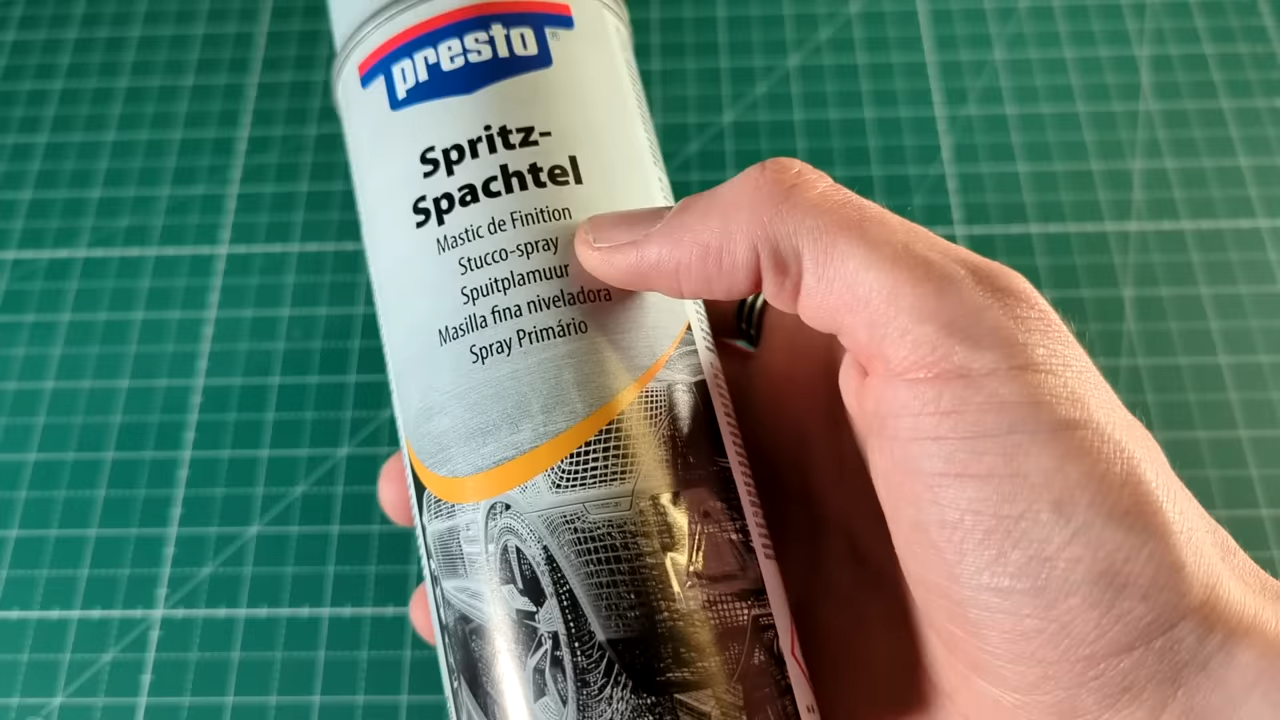 presto®
Spritz-
Spachtel
Mastic de Finition
Stucco-spray
Spuitplamuur
Masilla fina niveladora
Spray Primário